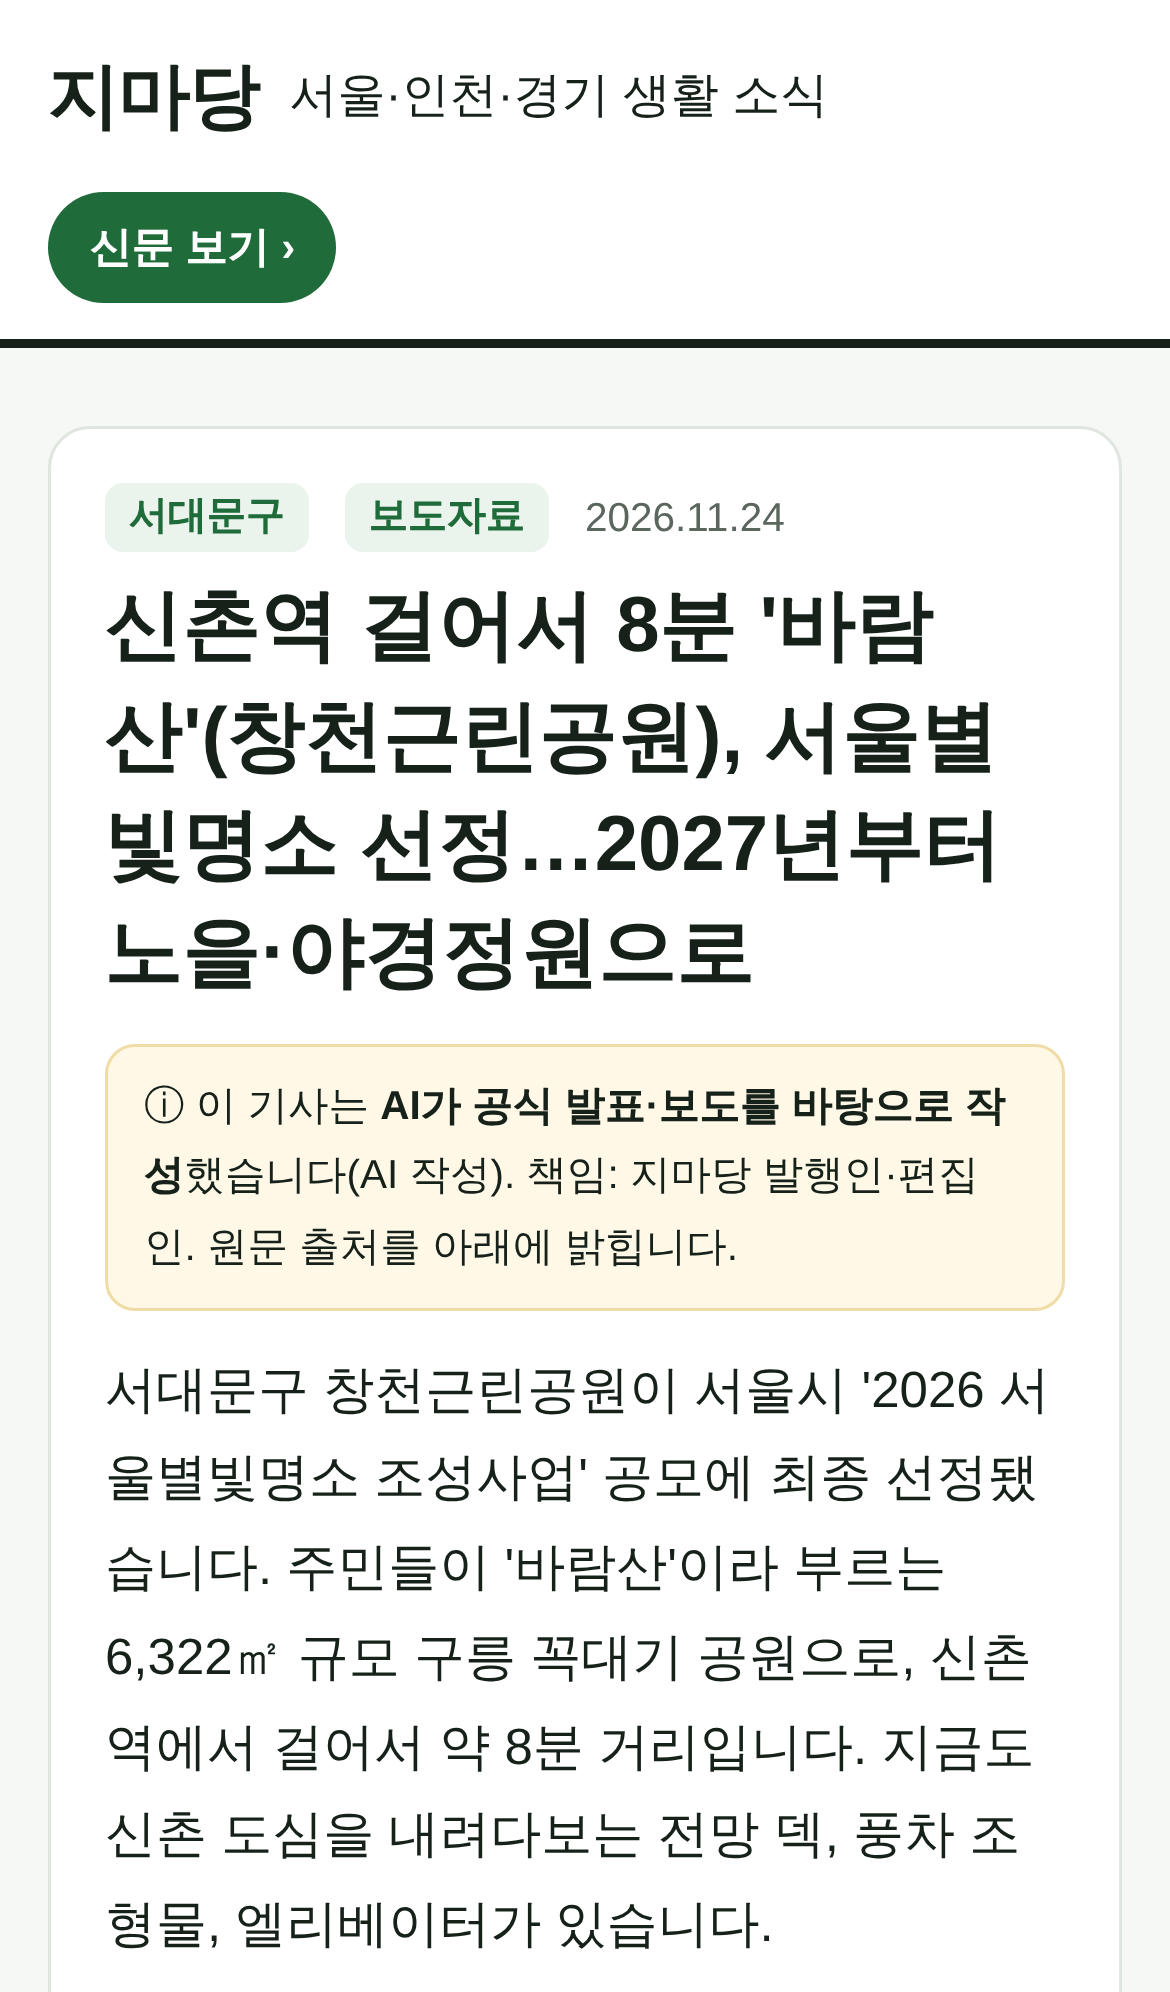 지마당 서울·인천·경기 생활 소식
신문 보기 ›
서대문구 보도자료 2026.11.24
신촌역 걸어서 8분 '바람
산'(창천근린공원), 서울별
빛명소 선정…2027년부터
노을·야경정원으로
ⓘ 이 기사는 AI가 공식 발표·보도를 바탕으로 작
성했습니다(AI 작성). 책임: 지마당 발행인·편집
인. 원문 출처를 아래에 밝힙니다.
서대문구 창천근린공원이 서울시 '2026 서
울별빛명소 조성사업' 공모에 최종 선정됐
습니다. 주민들이 '바람산'이라 부르는
6,322㎡ 규모 구릉 꼭대기 공원으로, 신촌
역에서 걸어서 약 8분 거리입니다. 지금도
신촌 도심을 내려다보는 전망 덱, 풍차 조
형물, 엘리베이터가 있습니다.